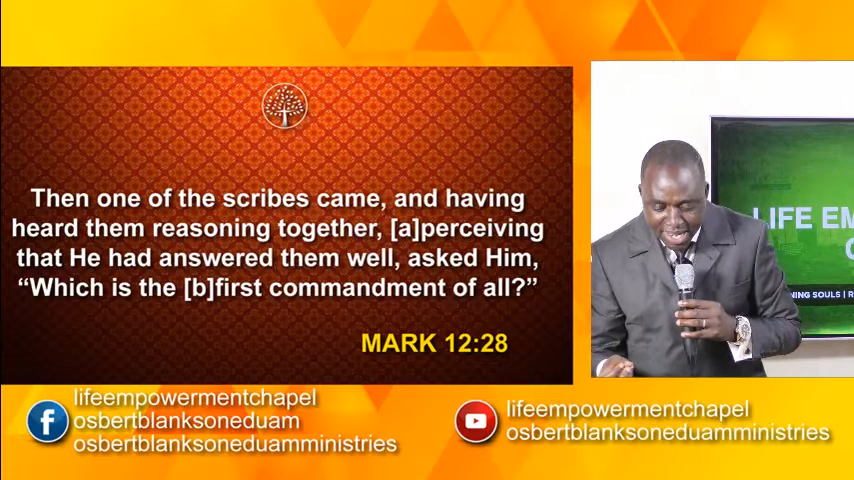 Then one of the scribes came, and having
heard them reasoning together, [a]perceiving
that He had answered them well, asked Him,
“Which is the [b]first commandment of all?”
MARK 12:28
LIFE EM
C
NING SOULS | R
lifeempowermentchapel
osbertblanksoneduam
osbertblanksoneduamministries
lifeempowermentchapel
osbertblanksoneduamministries